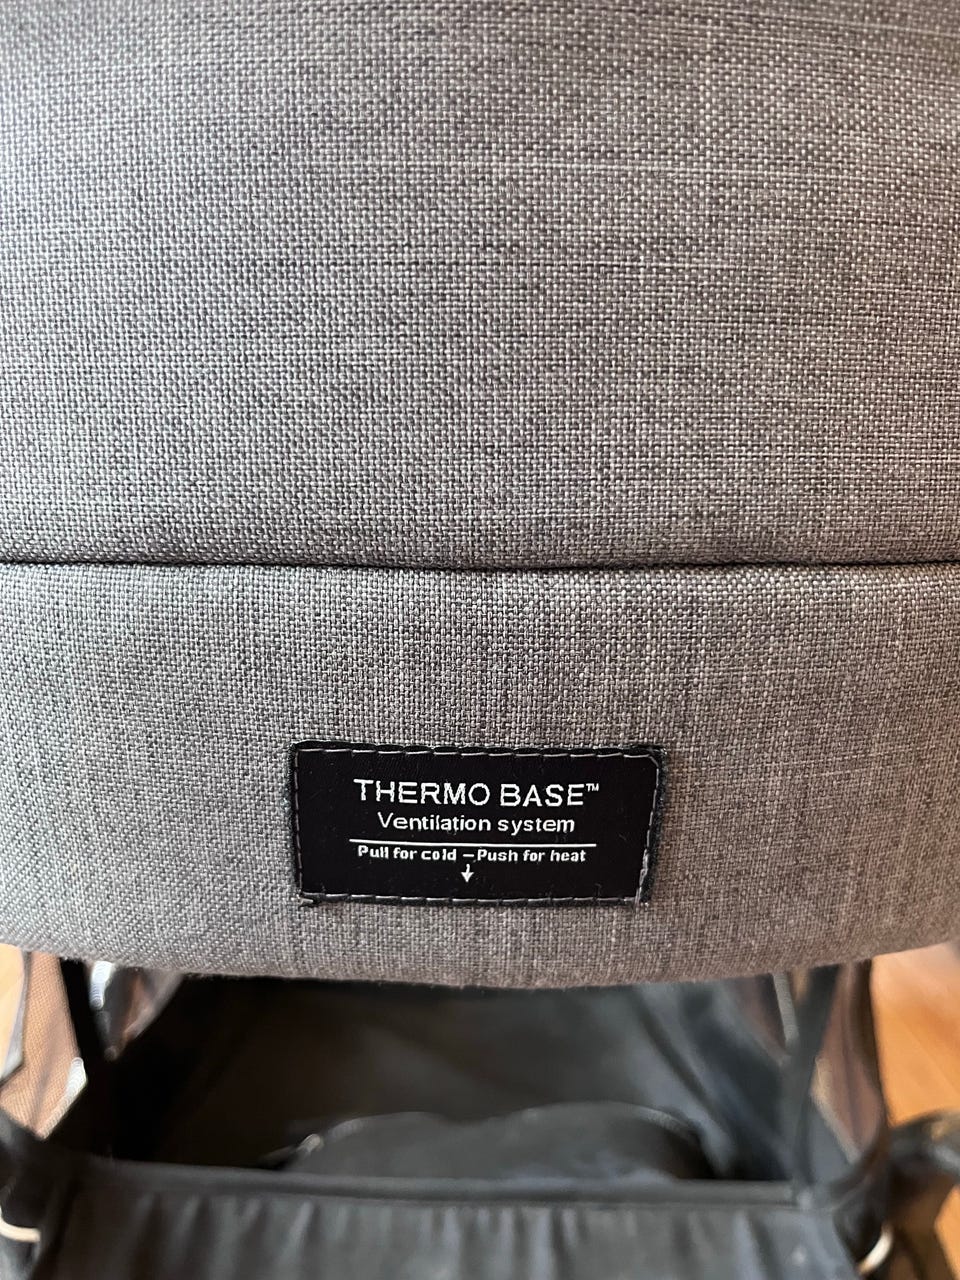 THERMO BASE™
Ventilation system
Pull for cold – Push for heat